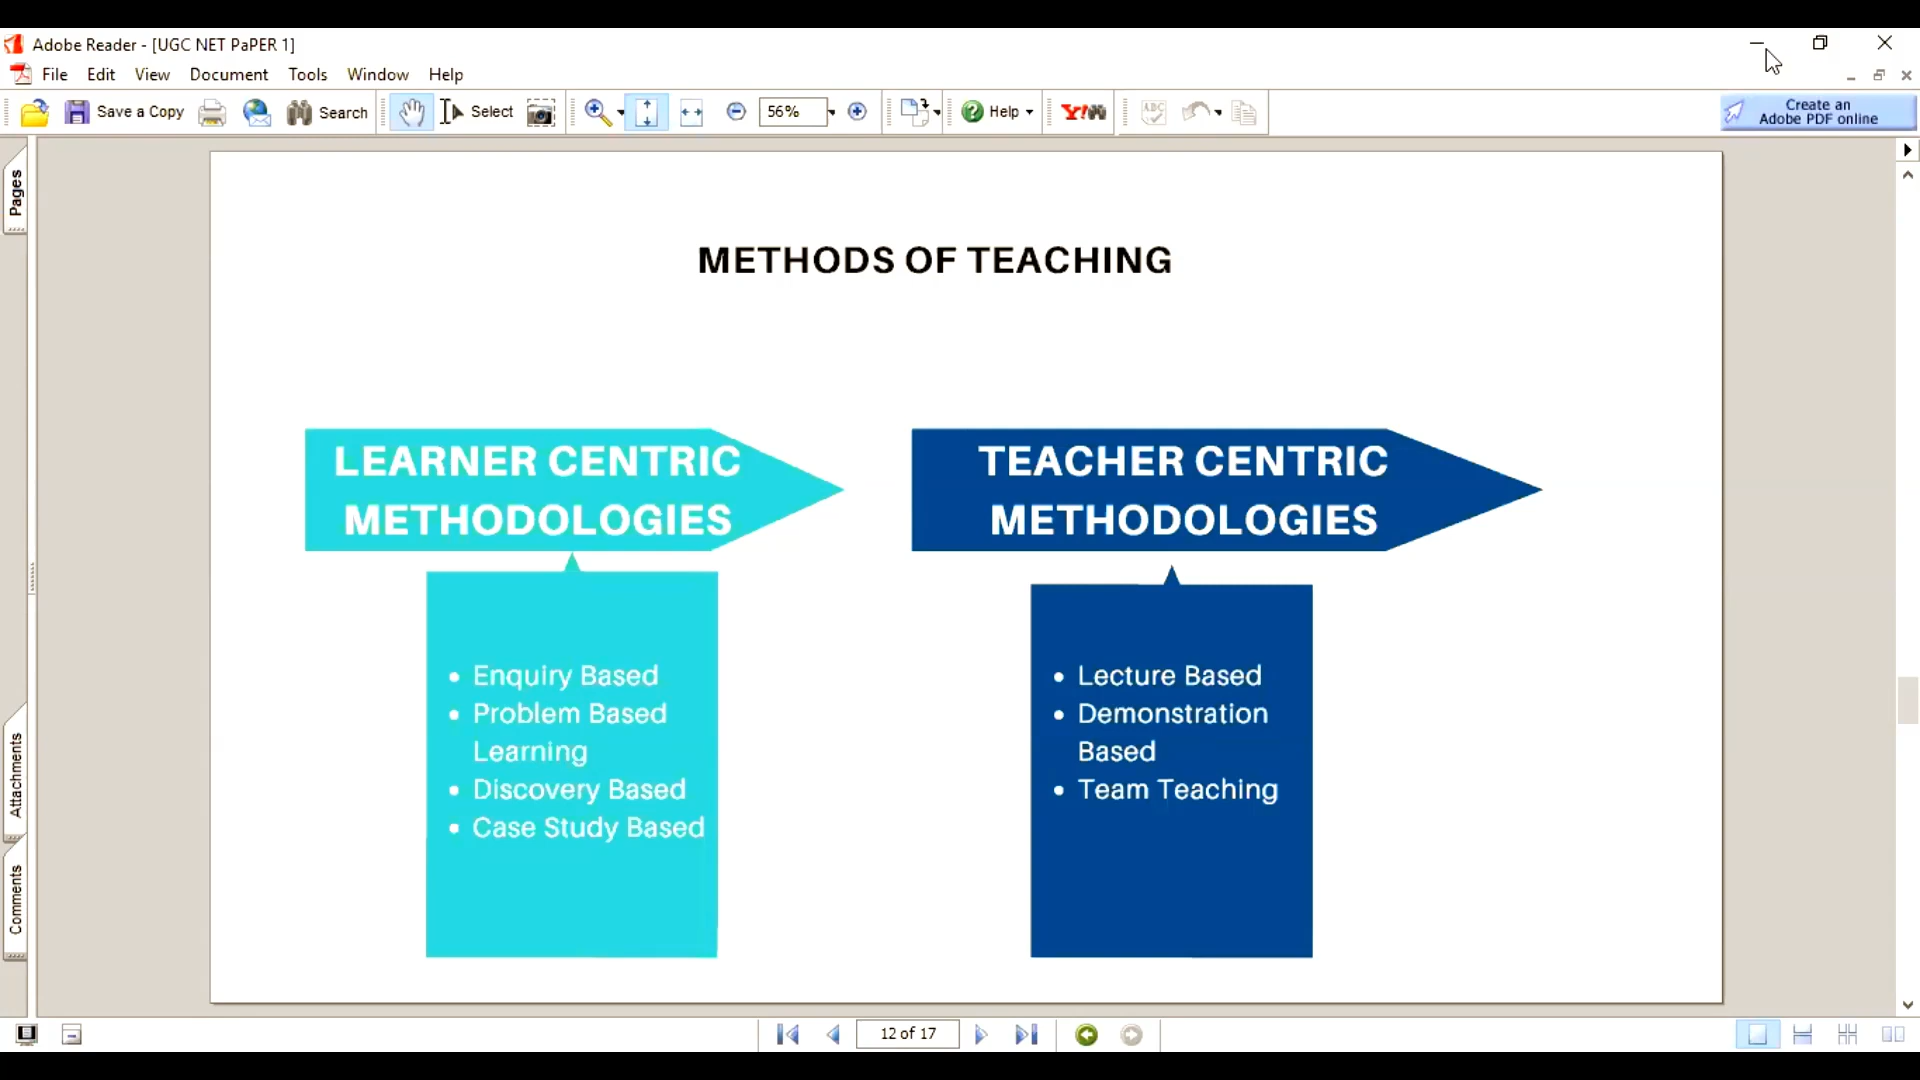 Adobe Reader - [UGC NET PaPER 1]
File Edit View Document Tools Window Help
Save a Copy Search Select 56% Help Y! ABC Create an
Adobe PDF online
Pages
METHODS OF TEACHING
LEARNER CENTRIC
METHODOLOGIES
Enquiry Based
Problem Based
Learning
Discovery Based
Case Study Based
TEACHER CENTRIC
METHODOLOGIES
Lecture Based
Demonstration
Based
Team Teaching
Attachments
Comments
12 of 17